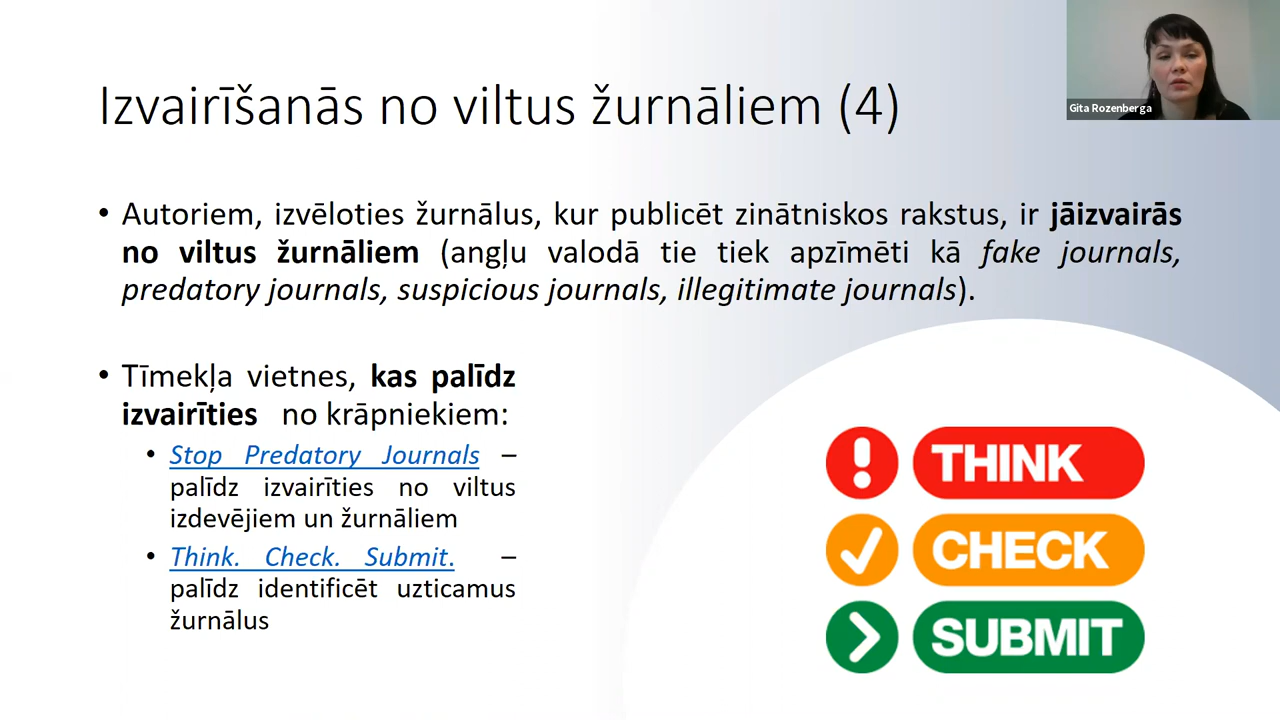 Gita Rozenberga
Izvairīšanās no viltus žurnāliem (4)
• Autoriem, izvēloties žurnālus, kur publicēt zinātniskos rakstus, ir jāizvairās
no viltus žurnāliem (angļu valodā tie tiek apzīmēti kā fake journals,
predatory journals, suspicious journals, illegitimate journals).
• Tīmekļa vietnes, kas palīdz
izvairīties no krāpniekiem:
• Stop Predatory Journals –
palīdz izvairīties no viltus
izdevējiem un žurnāliem
• Think. Check. Submit. –
palīdz identificēt uzticamus
žurnālus
THINK
CHECK
SUBMIT